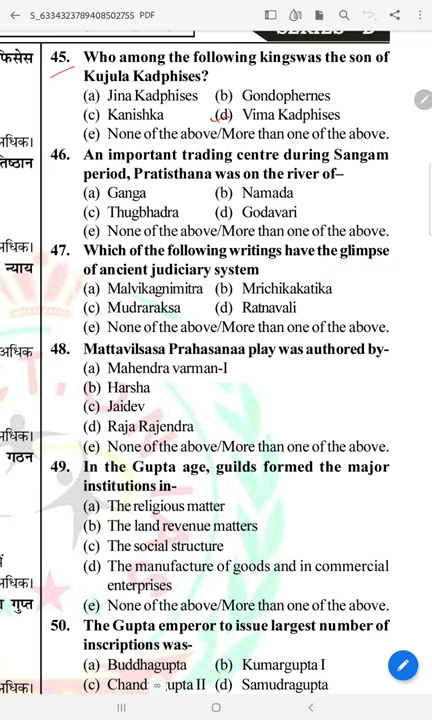 5_6334323789408502755 PDF
फिसेस
45. Who among the following kingswas the son of
Kujula Kadphises?
(a) Jina Kadphises (b) Gondophernes
(c) Kanishka (d) Vima Kadphises
(e) None of the above/More than one of the above.
46. An important trading centre during Sangam
period, Pratisthana was on the river of–
(a) Ganga (b) Namada
(c) Thugbhadra (d) Godavari
(e) None of the above/More than one of the above.
न्याय
47. Which of the following writings have the glimpse
of ancient judiciary system
(a) Malvikagnimitra (b) Mrichikakatika
(c) Mudraraksa (d) Ratnavali
(e) None of the above/More than one of the above.
48. Mattavilsasa Prahasanaa play was authored by-
(a) Mahendra varman-I
(b) Harsha
(c) Jaidev
(d) Raja Rajendra
(e) None of the above/More than one of the above.
गठन
49. In the Gupta age, guilds formed the major
institutions in-
(a) The religious matter
(b) The land revenue matters
(c) The social structure
(d) The manufacture of goods and in commercial
enterprises
गुप्त
(e) None of the above/More than one of the above.
50. The Gupta emperor to issue largest number of
inscriptions was-
(a) Buddhagupta (b) Kumargupta I
(c) Chand upta II (d) Samudragupta